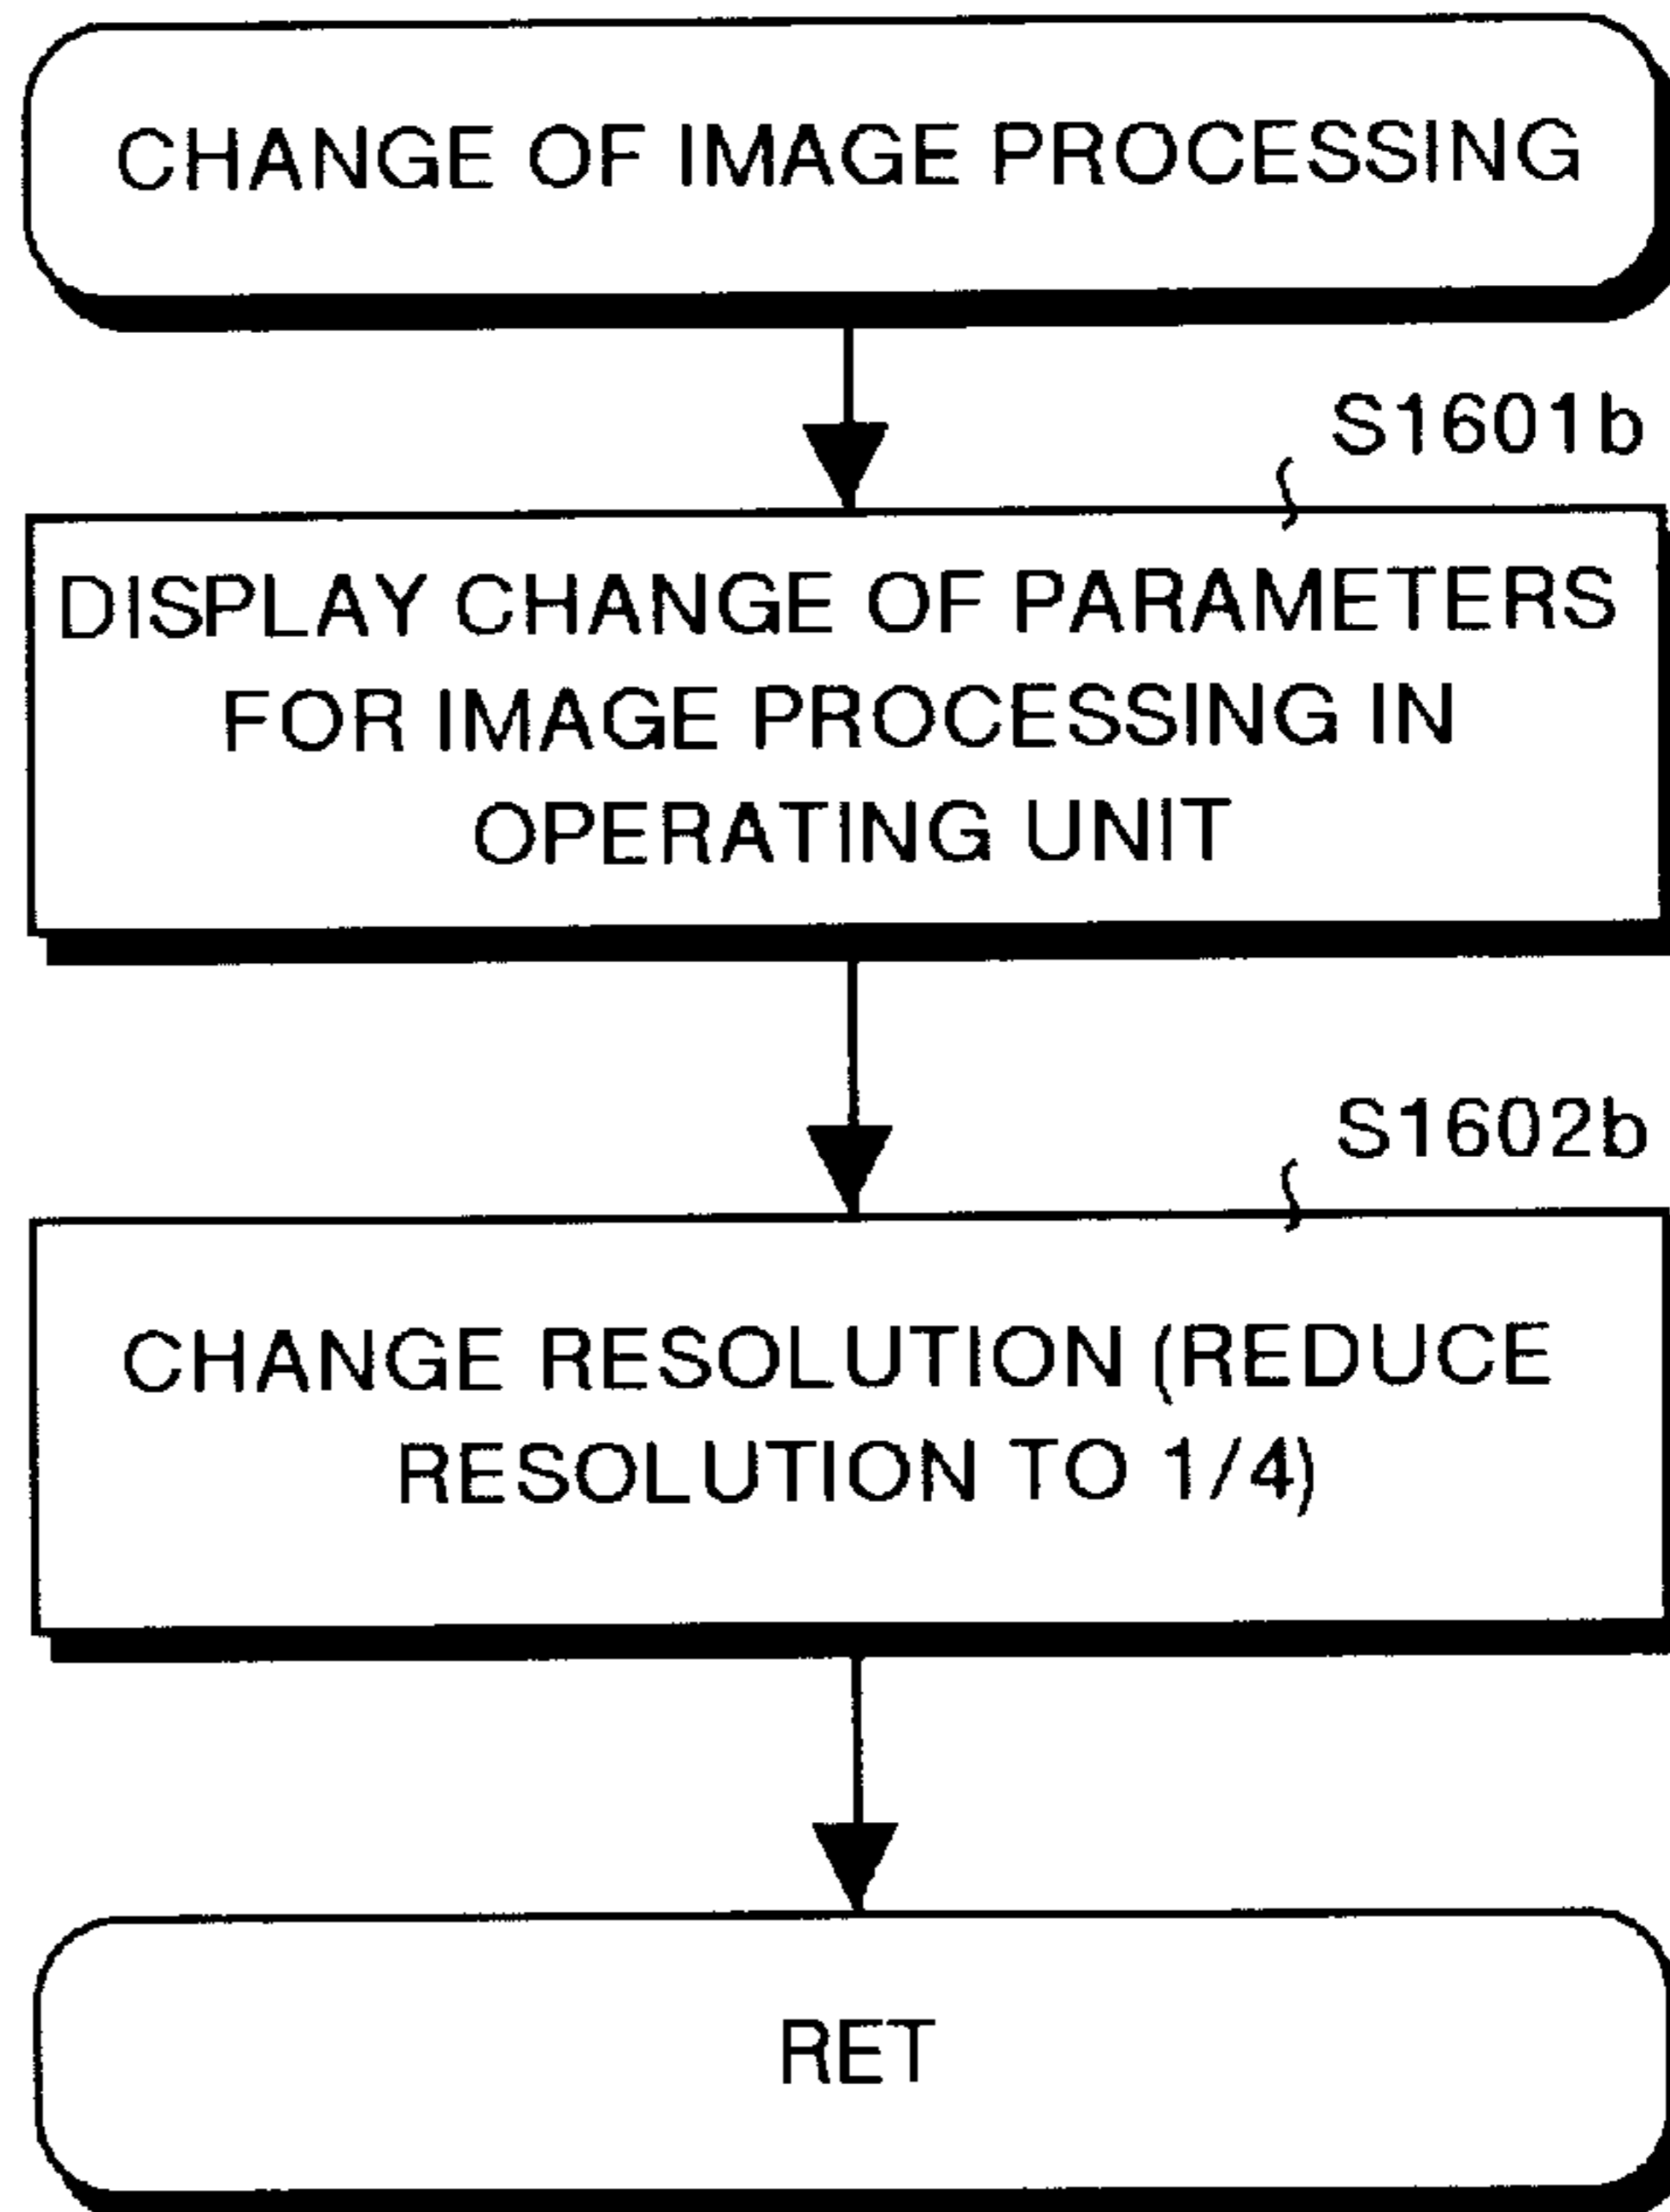 CHANGE OF IMAGE PROCESSING
S1601b
DISPLAY CHANGE OF PARAMETERS
FOR IMAGE PROCESSING IN
OPERATING UNIT
S1602b
CHANGE RESOLUTION (REDUCE
RESOLUTION TO 1/4)
RET